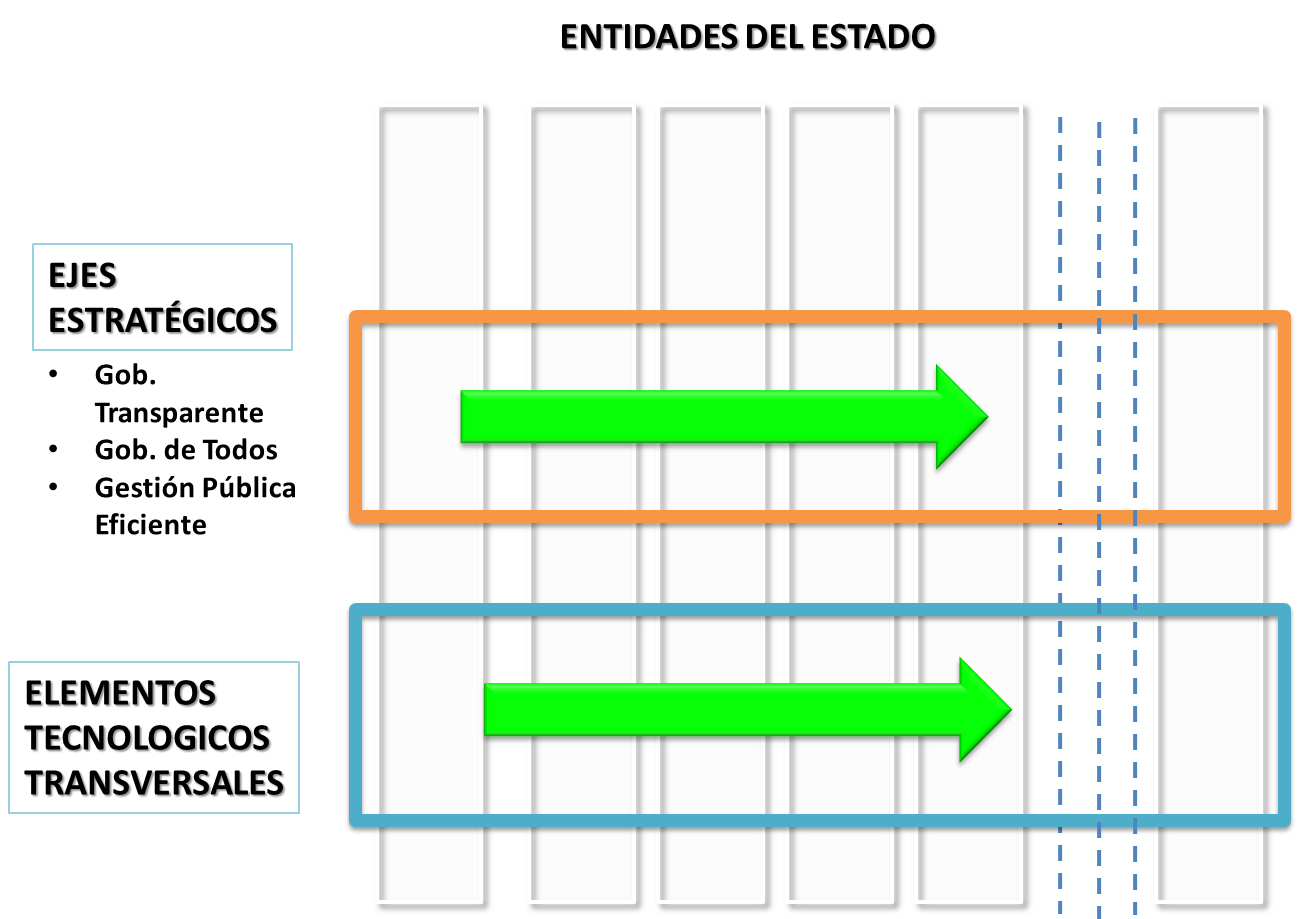 ENTIDADES DEL ESTADO
EJES
ESTRATÉGICOS
• Gob.
Transparente
• Gob. de Todos
• Gestión Pública
Eficiente
ELEMENTOS
TECNOLOGICOS
TRANSVERSALES